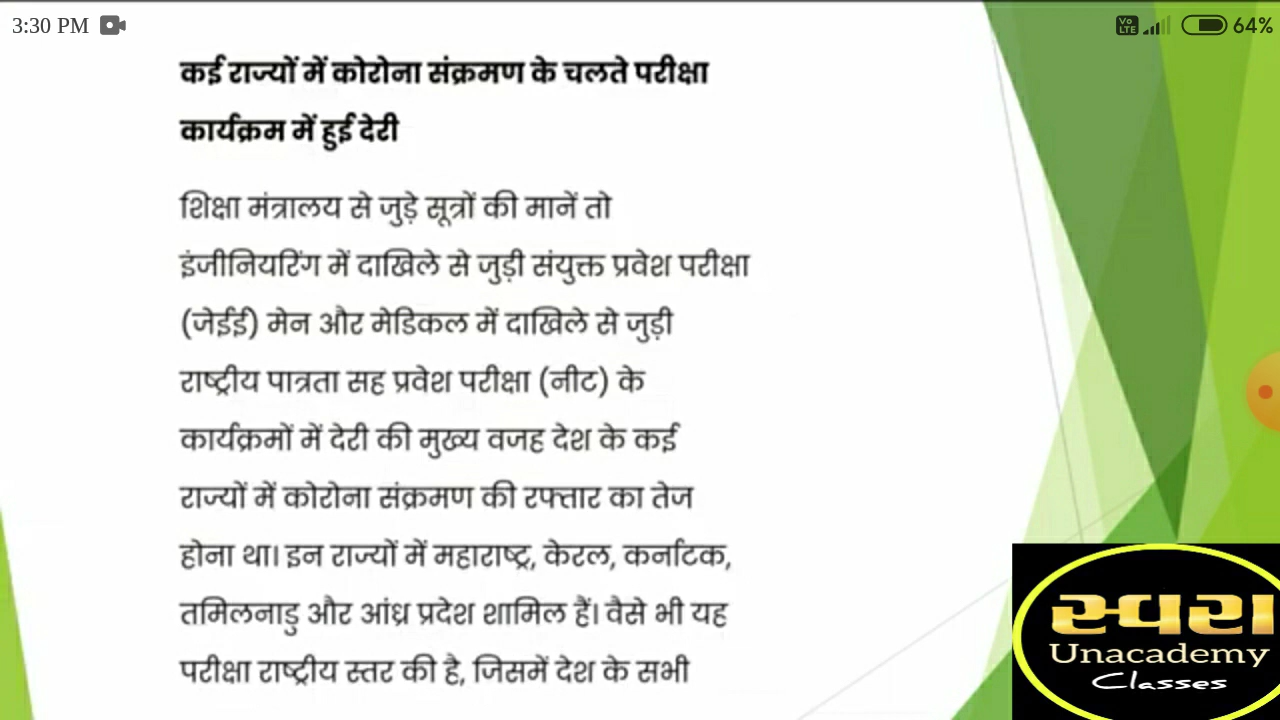 3:30 PM
Vo LTE
64%
कई राज्यों में कोरोना संक्रमण के चलते परीक्षा
कार्यक्रम में हुई देरी
शिक्षा मंत्रालय से जुड़े सूत्रों की मानें तो
इंजीनियरिंग में दाखिले से जुड़ी संयुक्त प्रवेश परीक्षा
(जेईई) मेन और मेडिकल में दाखिले से जुड़ी
राष्ट्रीय पात्रता सह प्रवेश परीक्षा (नीट) के
कार्यक्रमों में देरी की मुख्य वजह देश के कई
राज्यों में कोरोना संक्रमण की रफ्तार का तेज
होना था। इन राज्यों में महाराष्ट्र, केरल, कर्नाटक,
तमिलनाडु और आंध्र प्रदेश शामिल हैं। वैसे भी यह
परीक्षा राष्ट्रीय स्तर की है, जिसमें देश के सभी
Unacademy
Classes